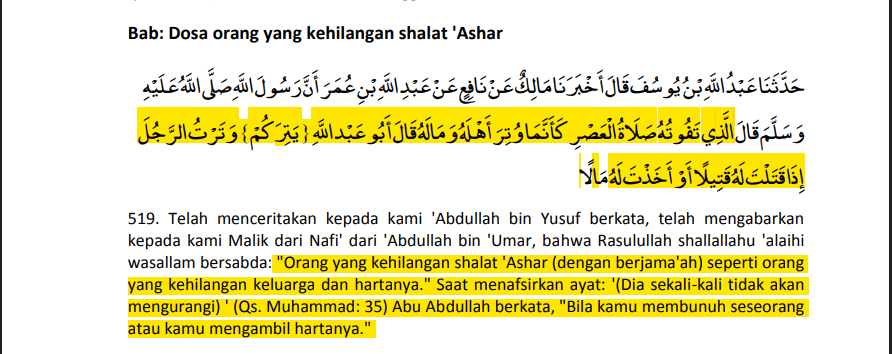 Bab: Dosa orang yang kehilangan shalat 'Ashar
حَدَّثَنَا عَبْدُ اللَّهِ بْنُ يُوسُفَ قَالَ أَخْبَرَنَا مَالِكٌ عَنْ نَافِعٍ عَنْ عَبْدِ اللَّهِ بْنِ عُمَرَ أَنَّ رَسُولَ اللَّهِ صَلَّى اللَّهُ عَلَيْهِ
وَسَلَّمَ قَالَ الَّذِي تَفُوتُهُ صَلَاةُ الْعَصْرِ كَأَنَّمَا وُتِرَ أَهْلَهُ وَمَالَهُ قَالَ أَبُو عَبْد اللَّهِ { يَتِرَكُمْ } وَتَرْتُ الرَّجُلَ
إِذَا قَتَلْتَ لَهُ قَتِيلًا أَوْ أَخَذْتَ لَهُ مَالًا
519. Telah menceritakan kepada kami 'Abdullah bin Yusuf berkata, telah mengabarkan
kepada kami Malik dari Nafi' dari 'Abdullah bin 'Umar, bahwa Rasulullah shallallahu 'alaihi
wasallam bersabda: "Orang yang kehilangan shalat 'Ashar (dengan berjama'ah) seperti orang
yang kehilangan keluarga dan hartanya." Saat menafsirkan ayat: '(Dia sekali-kali tidak akan
mengurangi) ' (Qs. Muhammad: 35) Abu Abdullah berkata, "Bila kamu membunuh seseorang
atau kamu mengambil hartanya."